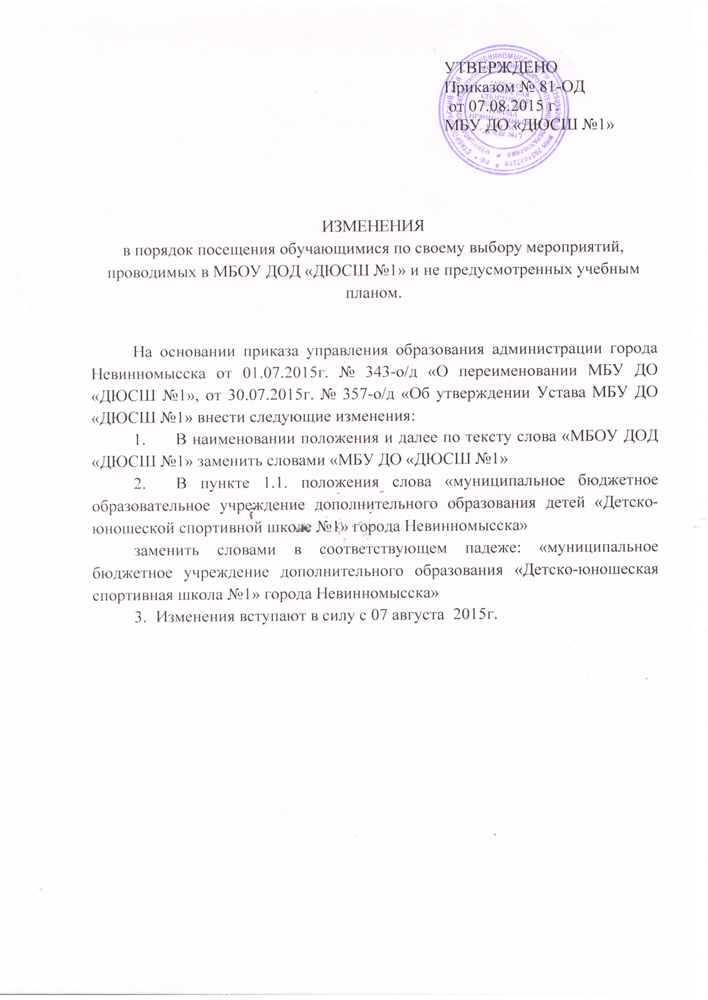 УТВЕРЖДЕНО
Приказом № 81-ОД
от 07.08.2015 г.
МБУ ДО «ДЮСШ №1»
ИЗМЕНЕНИЯ
в порядок посещения обучающимися по своему выбору мероприятий,
проводимых в МБОУ ДОД «ДЮСШ №1» и не предусмотренных учебным
планом.
На основании приказа управления образования администрации города
Невинномысска от 01.07.2015г. № 343-о/д «О переименовании МБУ ДО
«ДЮСШ №1», от 30.07.2015г. № 357-о/д «Об утверждении Устава МБУ ДО
«ДЮСШ №1» внести следующие изменения:
1. В наименовании положения и далее по тексту слова «МБОУ ДОД
«ДЮСШ №1» заменить словами «МБУ ДО «ДЮСШ №1»
2. В пункте 1.1. положения слова «муниципальное бюджетное
образовательное учреждение дополнительного образования детей «Детско-
юношеской спортивной школе №1» города Невинномысска»
заменить словами в соответствующем падеже: «муниципальное
бюджетное учреждение дополнительного образования «Детско-юношеская
спортивная школа №1» города Невинномысска»
3. Изменения вступают в силу с 07 августа 2015г.